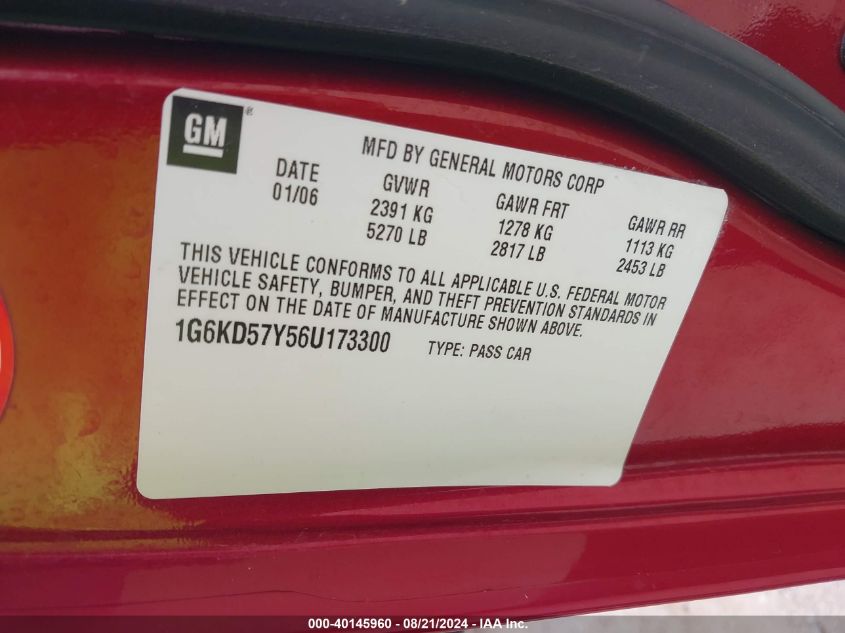 GM®
MFD BY GENERAL MOTORS CORP
DATE GVWR GAWR FRT GAWR RR
01/06 2391 KG 1278 KG 1113 KG
5270 LB 2817 LB 2453 LB
THIS VEHICLE CONFORMS TO ALL APPLICABLE U.S. FEDERAL MOTOR
VEHICLE SAFETY, BUMPER, AND THEFT PREVENTION STANDARDS IN
EFFECT ON THE DATE OF MANUFACTURE SHOWN ABOVE.
1G6KD57Y56U173300 TYPE: PASS CAR
000-40145960 - 08/21/2024 - IAA Inc.